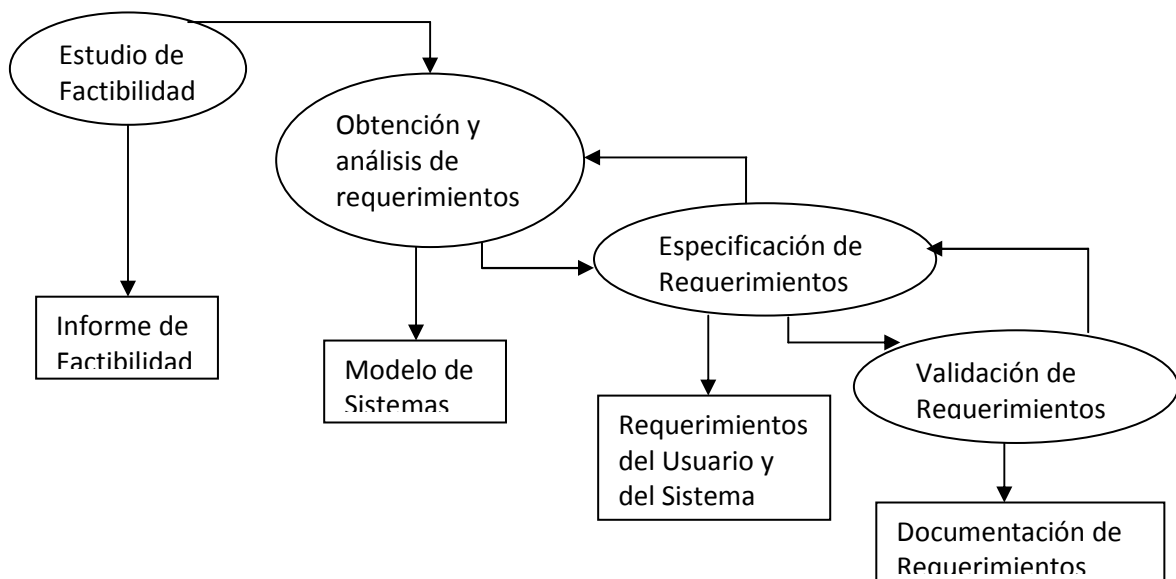 Estudio de
Factibilidad
Obtención y
análisis de
requerimientos
Especificación de
Requerimientos
Informe de
Factibilidad
Modelo de
Sistemas
Validación de
Requerimientos
Requerimientos
del Usuario y
del Sistema
Documentación de
Requerimientos